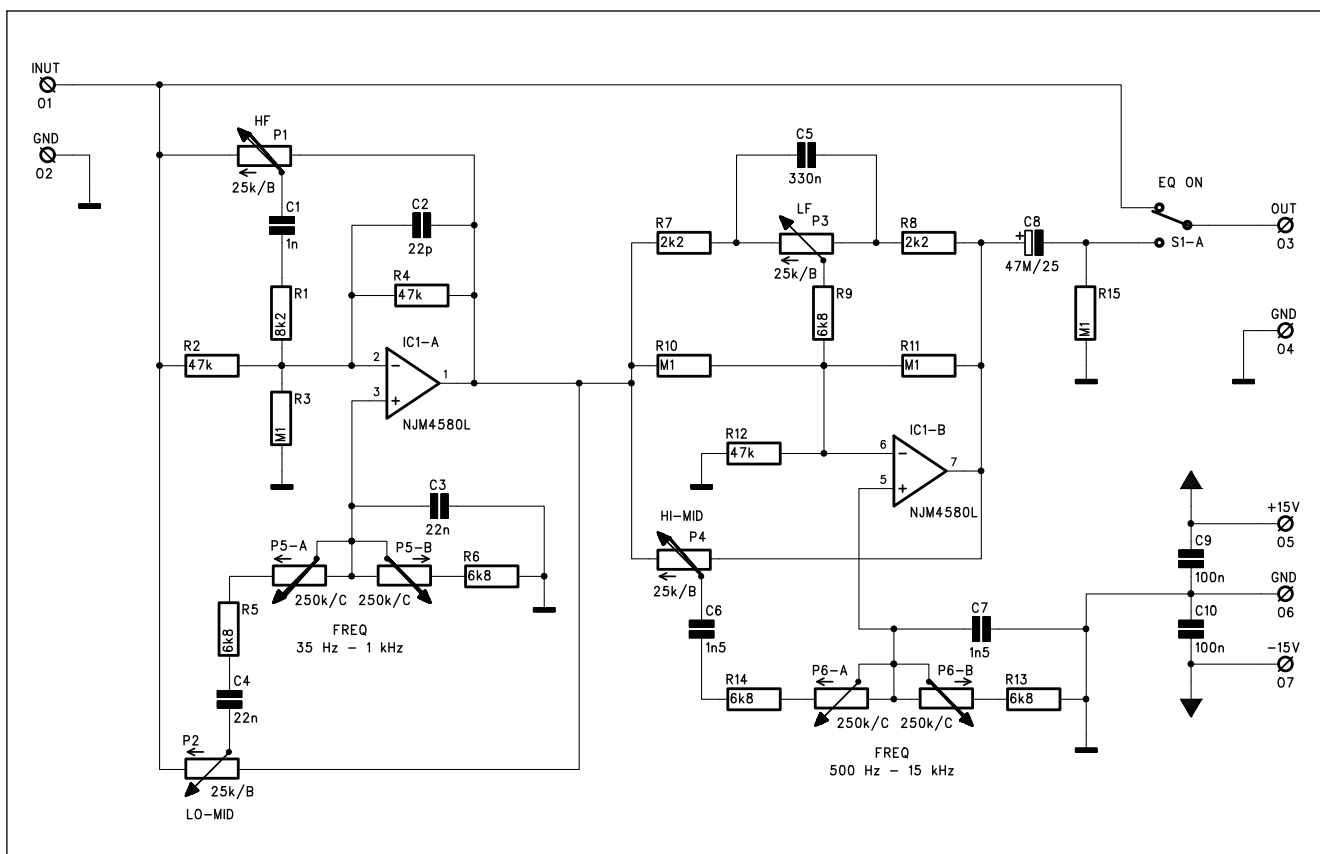 INUT
O1
GND
O2
HF
P1
25k/B
C1
1n
R1
8k2
R2
47k
R3
M1
C2
22p
R4
47k
IC1-A
2
3
1
NJM4580L
C3
22n
P5-A
P5-B
250k/C
250k/C
R6
6k8
FREQ
35 Hz - 1 kHz
R5
6k8
C4
22n
P2
25k/B
LO-MID
C5
330n
R7
2k2
LF
P3
25k/B
R8
2k2
R9
6k8
R10
M1
R11
M1
R12
47k
IC1-B
6
5
7
NJM4580L
HI-MID
P4
25k/B
C6
1n5
C7
1n5
R14
6k8
P6-A
P6-B
250k/C
250k/C
R13
6k8
FREQ
500 Hz - 15 kHz
C8
+
47M/25
R15
M1
EQ ON
S1-A
OUT
O3
GND
O4
+15V
O5
C9
100n
GND
O6
C10
100n
-15V
O7